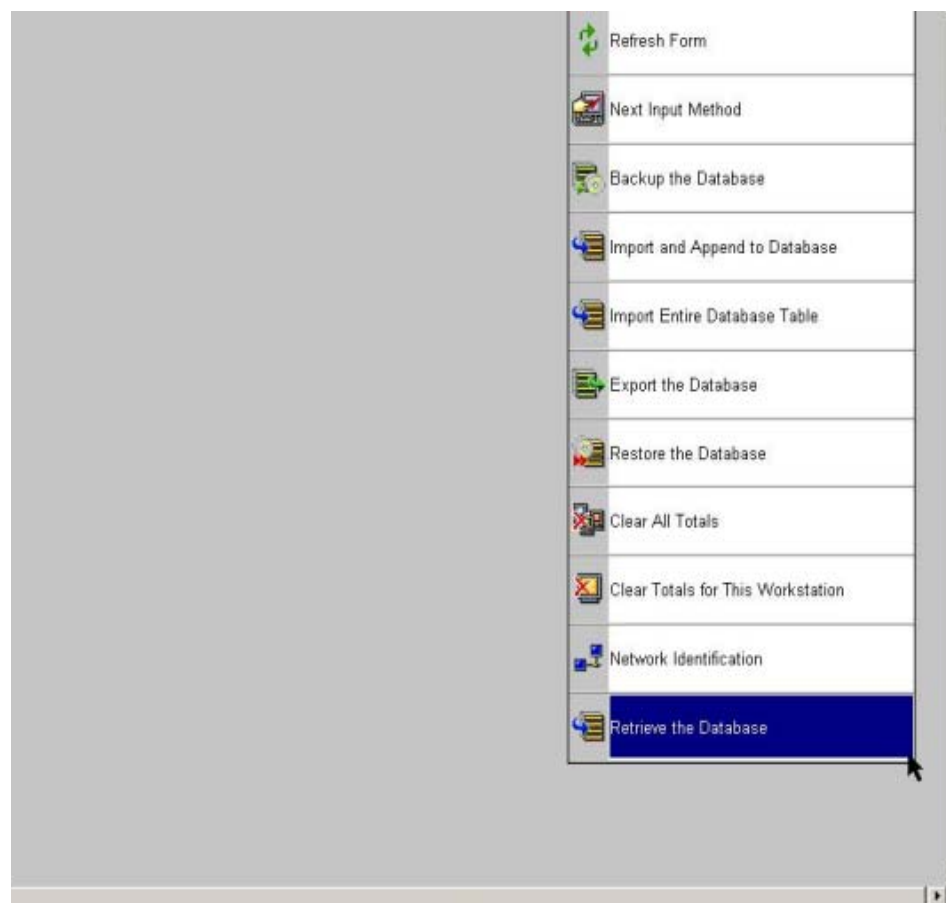 Refresh Form
Next Input Method
Backup the Database
Import and Append to Database
Import Entire Database Table
Export the Database
Restore the Database
Clear All Totals
Clear Totals for This Workstation
Network Identification
Retrieve the Database